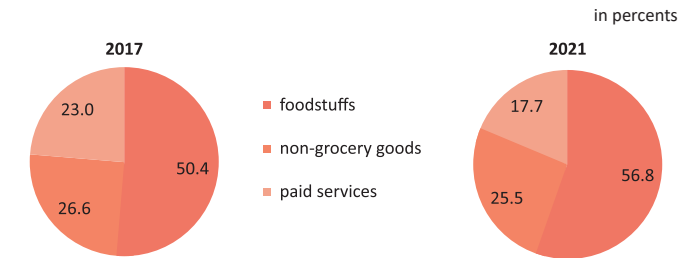 in percents
2017
2021
23.0
50.4
26.6
foodstuffs
non-grocery goods
paid services
17.7
56.8
25.5